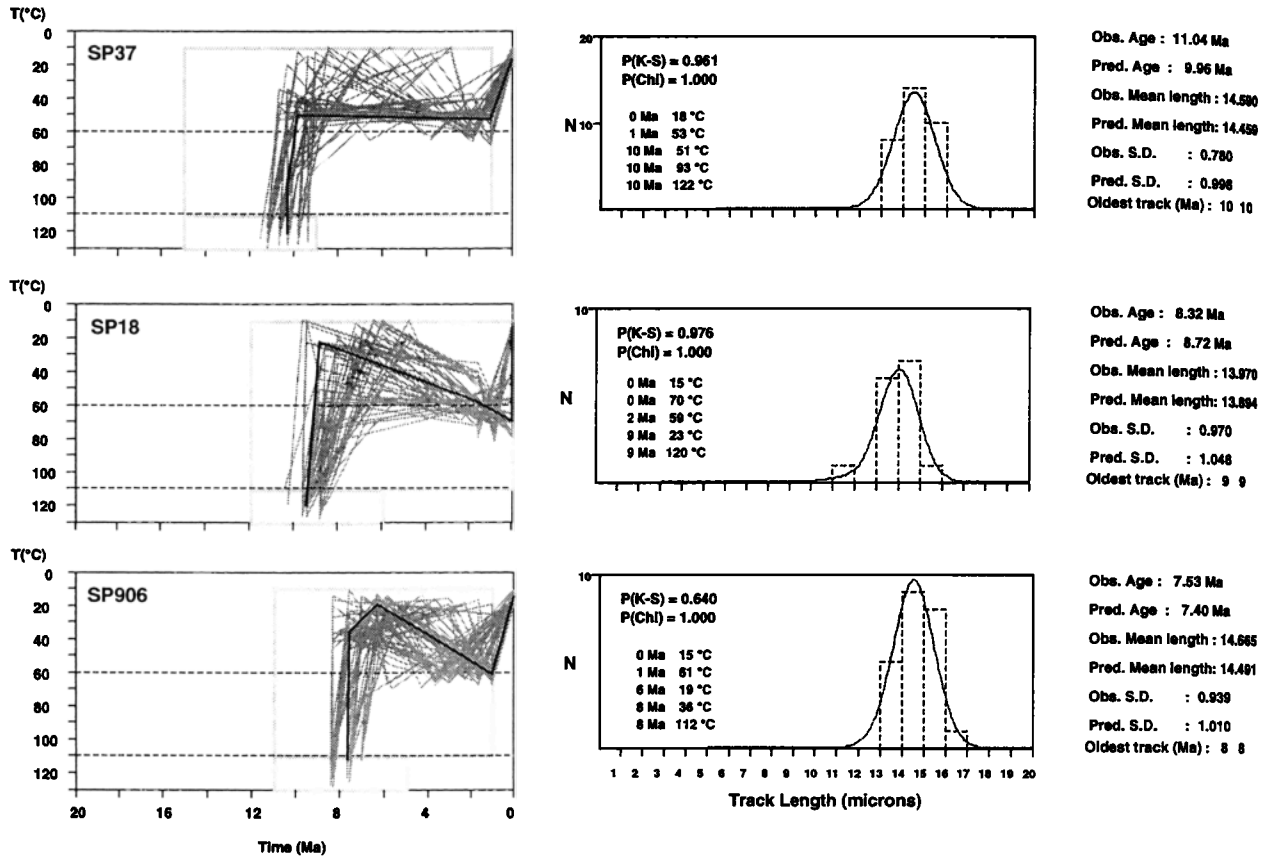 T(°C)
0
20
40
60
80
100
120
SP37
20
N 10
P(K-S) = 0.961
P(Chi) = 1.000
0 Ma 18 °C
1 Ma 53 °C
10 Ma 51 °C
10 Ma 93 °C
10 Ma 122 °C
Obs. Age : 11.04 Ma
Pred. Age : 9.96 Ma
Obs. Mean length : 14.590
Pred. Mean length: 14.459
Obs. S.D. : 0.780
Pred. S.D. : 0.996
Oldest track (Ma) : 10 10
T(°C)
0
20
40
60
80
100
120
SP18
10
N
P(K-S) = 0.976
P(Chi) = 1.000
0 Ma 15 °C
0 Ma 70 °C
2 Ma 59 °C
9 Ma 23 °C
9 Ma 120 °C
Obs. Age : 8.32 Ma
Pred. Age : 8.72 Ma
Obs. Mean length : 13.970
Pred. Mean length: 13.894
Obs. S.D. : 0.970
Pred. S.D. : 1.046
Oldest track (Ma) : 9 9
T(°C)
0
20
40
60
80
100
120
SP906
20 16 12 8 4 0
Time (Ma)
10
N
P(K-S) = 0.640
P(Chi) = 1.000
0 Ma 15 °C
1 Ma 61 °C
6 Ma 19 °C
8 Ma 36 °C
8 Ma 112 °C
1 2 3 4 5 6 7 8 9 10 11 12 13 14 15 16 17 18 19 20
Track Length (microns)
Obs. Age : 7.53 Ma
Pred. Age : 7.40 Ma
Obs. Mean length : 14.665
Pred. Mean length: 14.491
Obs. S.D. : 0.939
Pred. S.D. : 1.010
Oldest track (Ma) : 8 8